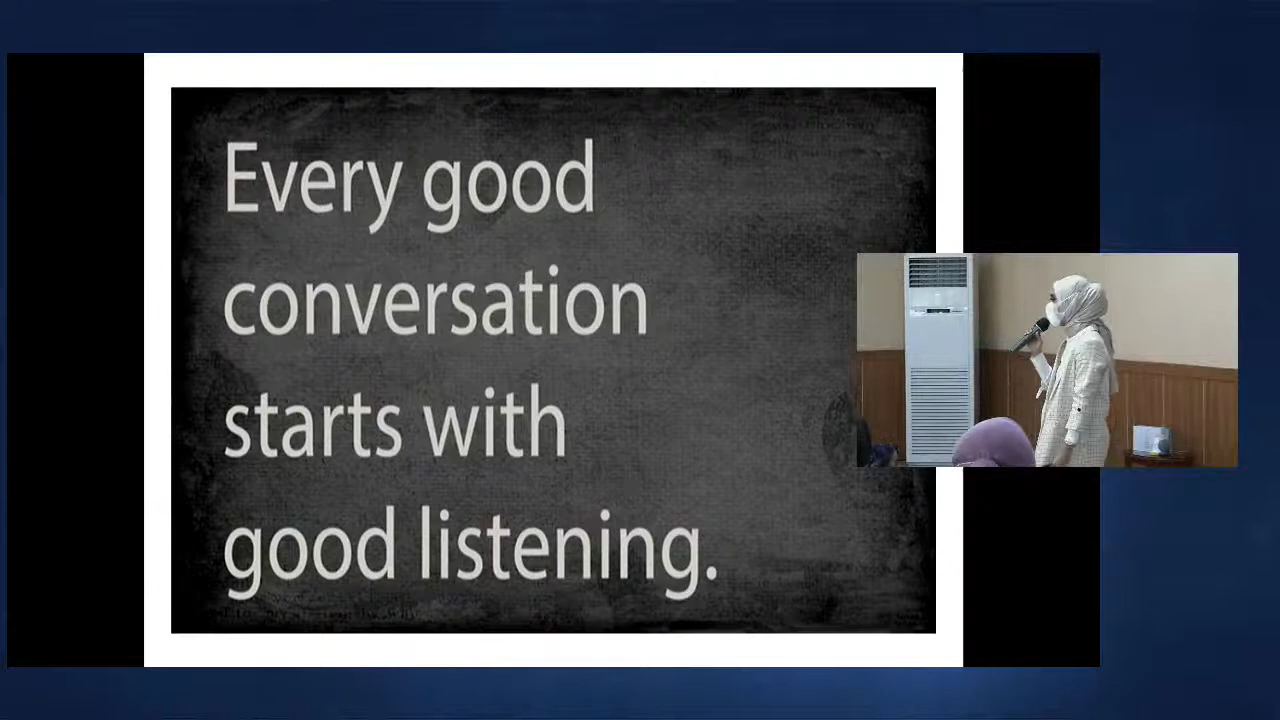 Every good
conversation
starts with
good listening.